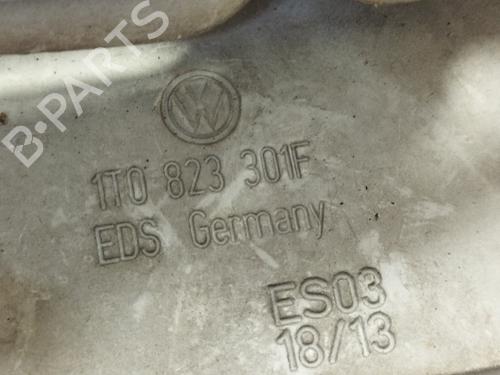 B-PARTS
VW
1T0 823 301F
EDS Germany
ES03
18/13